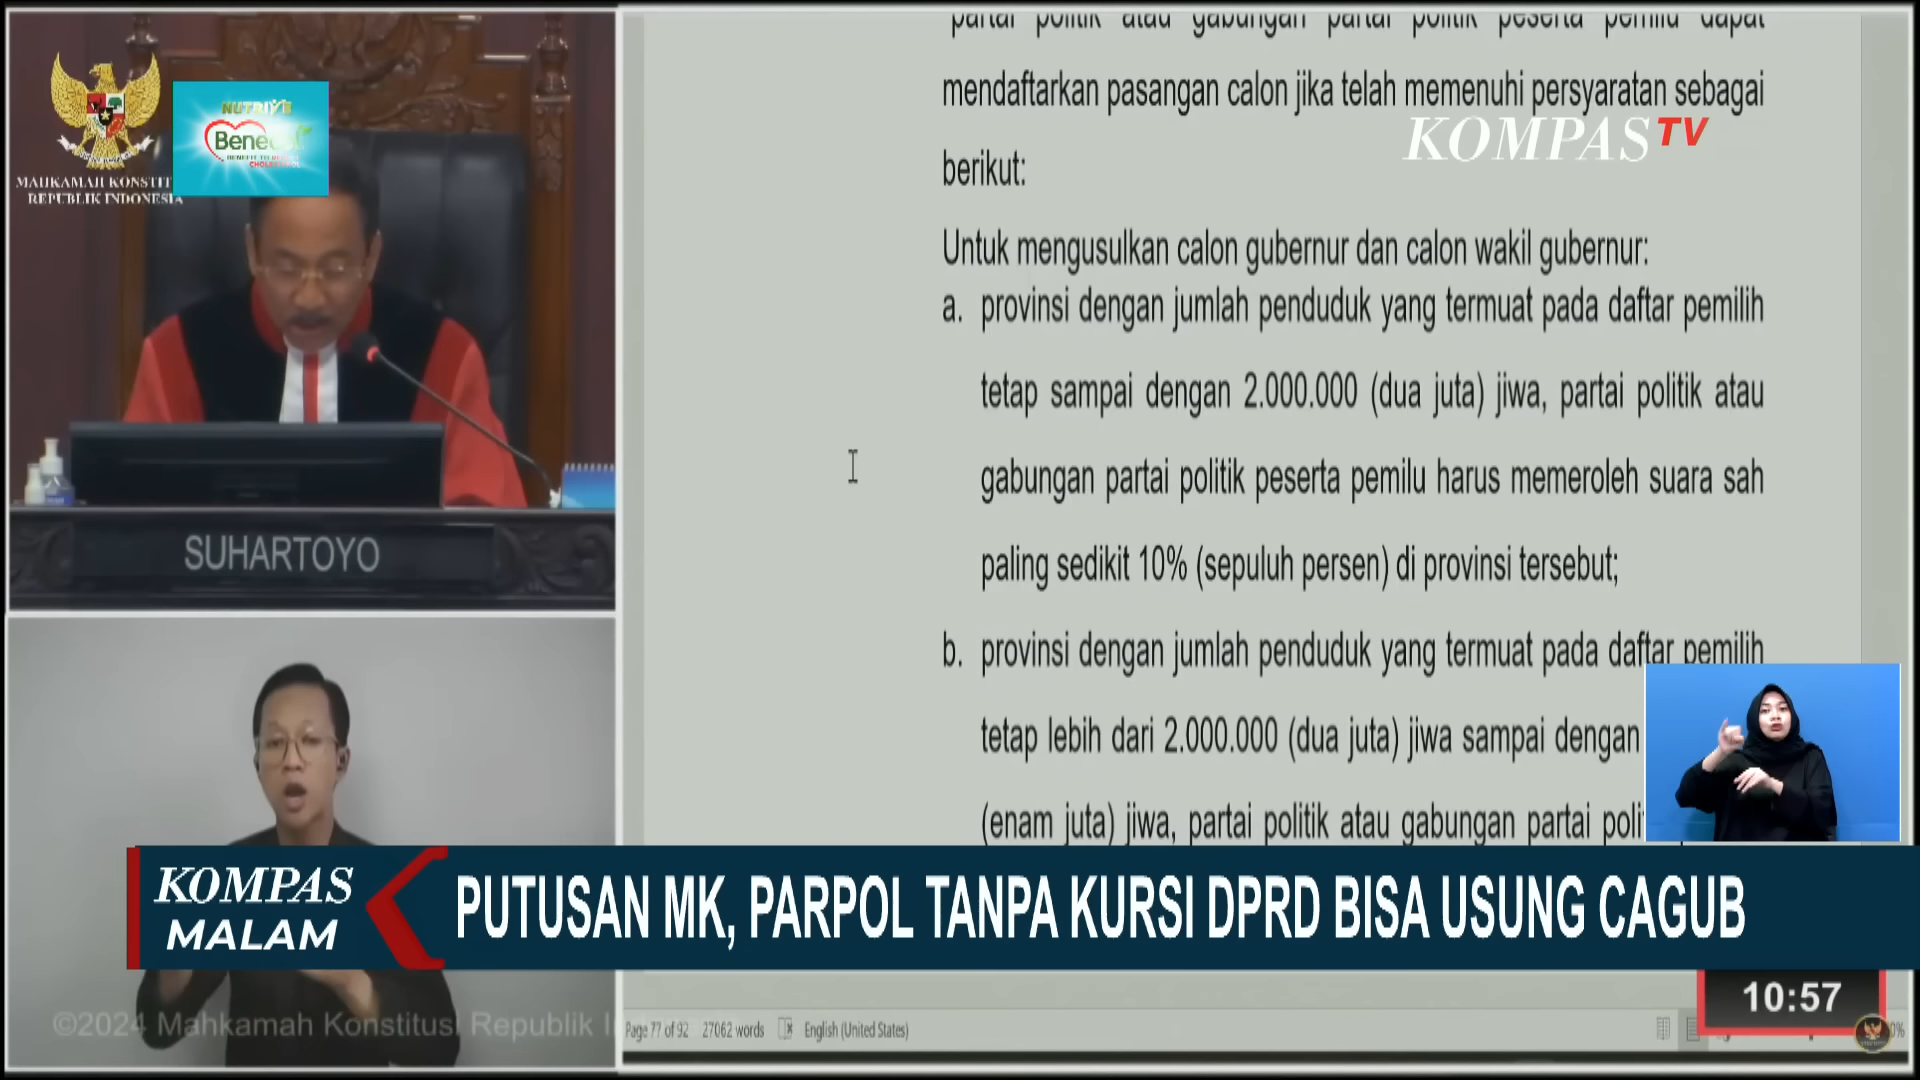 MAHKAMAH KONSTIT
REPUBLIK INDONESIA
NUTRIVE
Benecol
SUHARTOYO
partai politik atau gabungan partai politik peserta pemilu dapat
mendaftarkan pasangan calon jika telah memenuhi persyaratan sebagai
berikut:
Untuk mengusulkan calon gubernur dan calon wakil gubernur:
a. provinsi dengan jumlah penduduk yang termuat pada daftar pemilih
tetap sampai dengan 2.000.000 (dua juta) jiwa, partai politik atau
gabungan partai politik peserta pemilu harus memeroleh suara sah
paling sedikit 10% (sepuluh persen) di provinsi tersebut;
b. provinsi dengan jumlah penduduk yang termuat pada daftar pemilih
tetap lebih dari 2.000.000 (dua juta) jiwa sampai dengan
(enam juta) jiwa, partai politik atau gabungan partai poli
KOMPAS TV
KOMPAS
MALAM
PUTUSAN MK, PARPOL TANPA KURSI DPRD BISA USUNG CAGUB
10:57
©2024 Mahkamah Konstitusi Republik I
Page 77 of 92 27062 words English (United States)